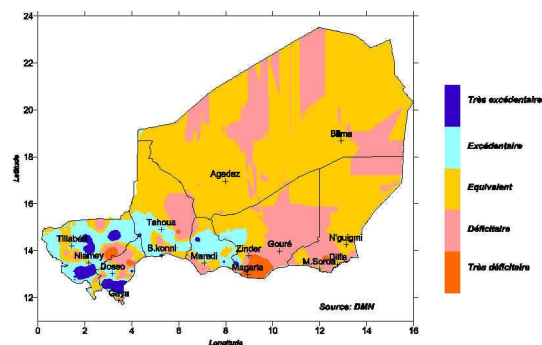 24
22
20
18
16
14
12
Latitude
0 2 4 6 8 10 12 14 16
Longitude
Bilma
Agadez
Tahoua
Tillabéri
B.konni
Niamey
Dosso
Gaya
Maradi
Zinder
Magaria
Gouré
N'guigmi
M.Soroa
Diffa
Source: DMN
Très excédentaire
Excédentaire
Equivalent
Déficitaire
Très déficitaire